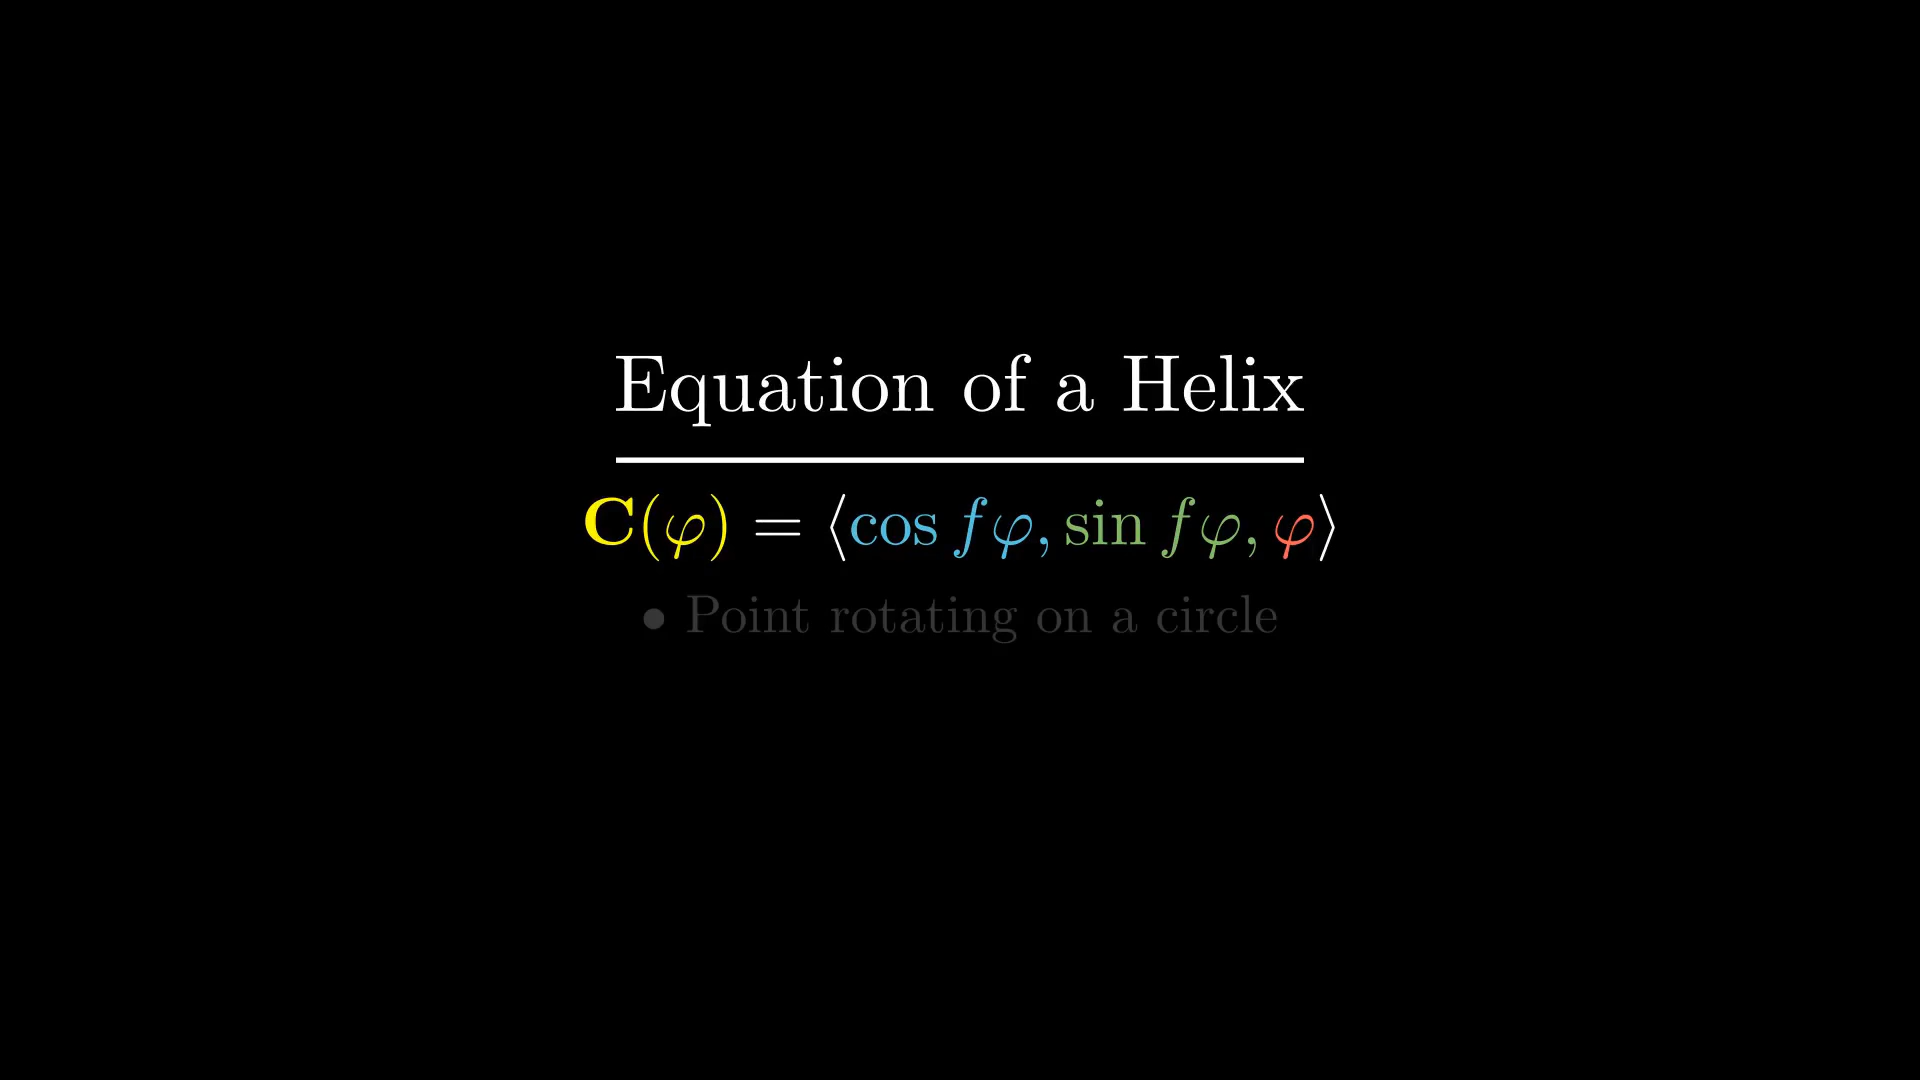 Equation of a Helix
C(φ) = ⟨cos fφ, sin fφ, φ⟩
• Point rotating on a circle